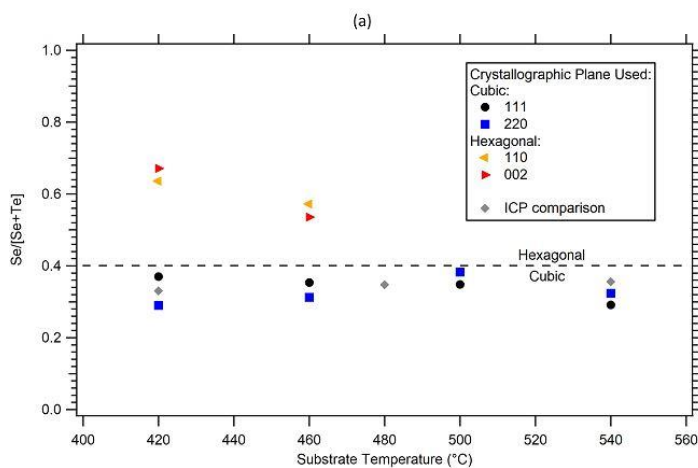 (a)
1.0
0.8
0.6
0.4
0.2
0.0
Se/[Se+Te]
Crystallographic Plane Used:
Cubic:
111
220
Hexagonal:
110
002
ICP comparison
Hexagonal
Cubic
400 420 440 460 480 500 520 540 560
Substrate Temperature (°C)